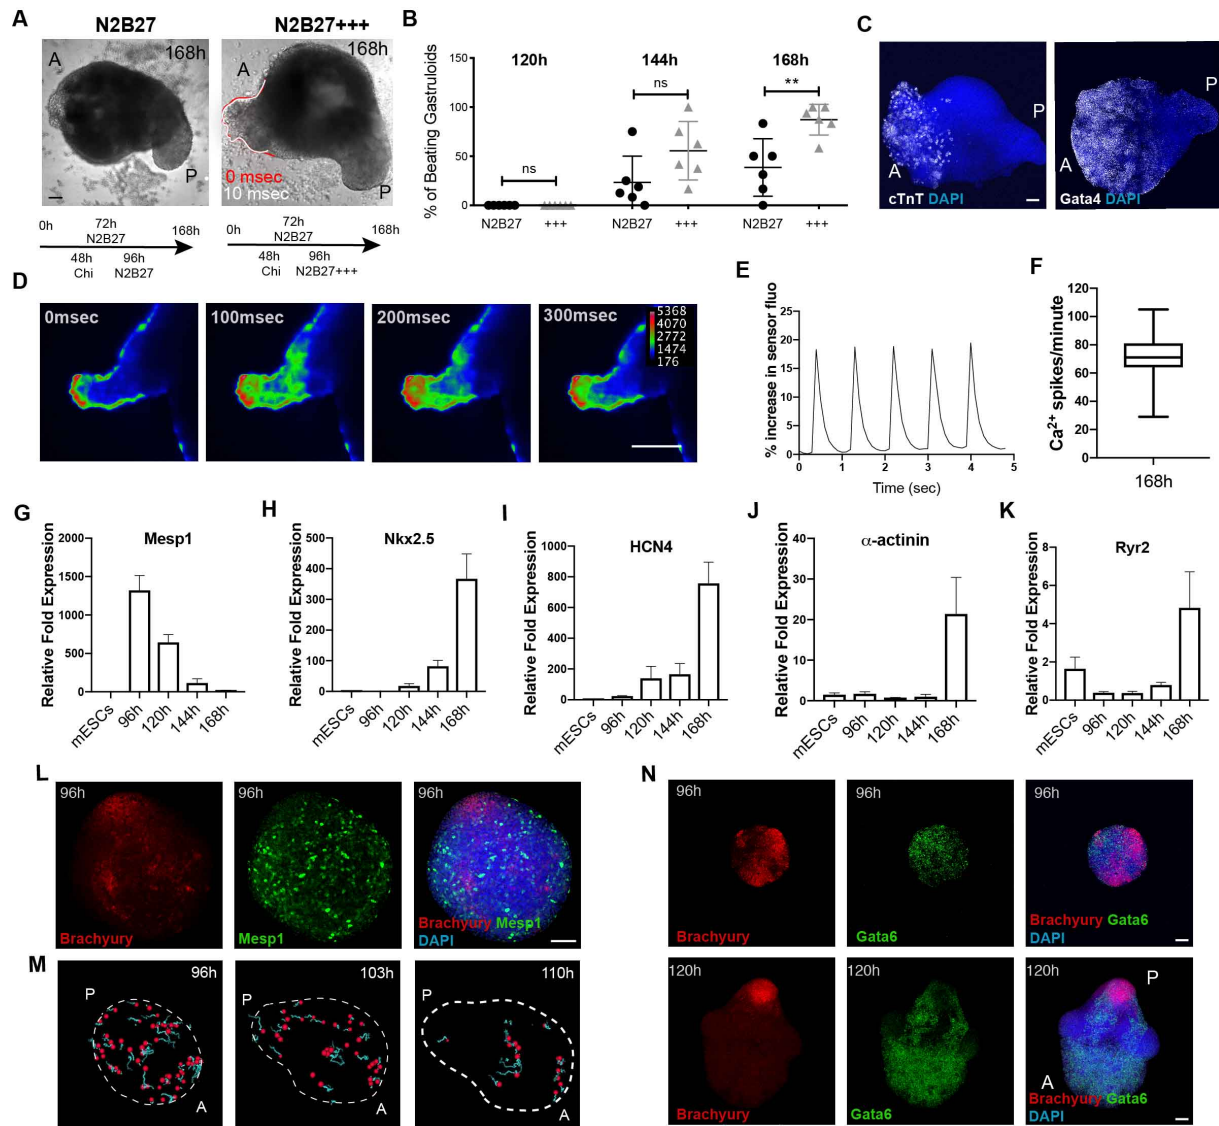 A
N2B27
N2B27+++
168h
A
P
168h
A
0 msec
10 msec
P
0h
72h
N2B27
168h
48h
Chi
96h
N2B27
0h
72h
N2B27
168h
48h
Chi
96h
N2B27+++
B
% of Beating Gastruloids
150
100
50
0
120h
144h
168h
ns
ns
**
N2B27
+++
N2B27
+++
N2B27
+++
C
P
A
cTnT DAPI
P
A
Gata4 DAPI
D
0msec
100msec
200msec
300msec
5368
4070
2772
1474
176
E
% increase in sensor fluo
25
20
15
10
5
0
0 1 2 3 4 5
Time (sec)
F
Ca²⁺ spikes/minute
120
100
80
60
40
20
0
168h
G
Mesp1
Relative Fold Expression
2000
1500
1000
500
0
mESCs
96h
120h
144h
168h
H
Nkx2.5
Relative Fold Expression
500
400
300
200
100
0
mESCs
96h
120h
144h
168h
I
HCN4
Relative Fold Expression
1000
800
600
400
200
0
mESCs
96h
120h
144h
168h
J
α-actinin
Relative Fold Expression
40
30
20
10
0
mESCs
96h
120h
144h
168h
K
Ryr2
Relative Fold Expression
8
6
4
2
0
mESCs
96h
120h
144h
168h
L
96h
Brachyury
96h
Mesp1
96h
Brachyury Mesp1
DAPI
M
96h
P
A
103h
P
A
110h
P
A
N
96h
Brachyury
96h
Gata6
96h
Brachyury Gata6
DAPI
120h
Brachyury
120h
Gata6
120h
P
A
Brachyury Gata6
DAPI